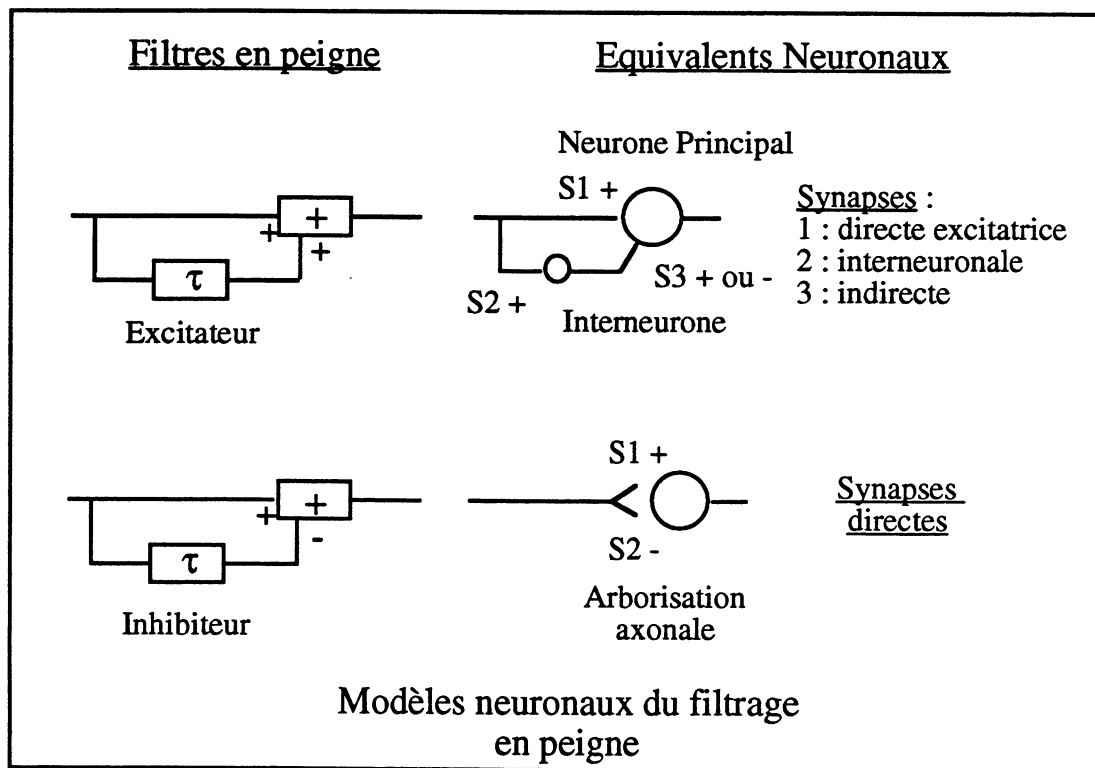 Filtres en peigne
Equivalents Neuronaux
Neurone Principal
S1 +
+
+
+
τ
Excitateur
S2 +
S3 + ou -
Interneurone
Synapses :
1 : directe excitatrice
2 : interneuronale
3 : indirecte
+
+
-
τ
Inhibiteur
S1 +
S2 -
Arborisation
axonale
Synapses
directes
Modèles neuronaux du filtrage
en peigne